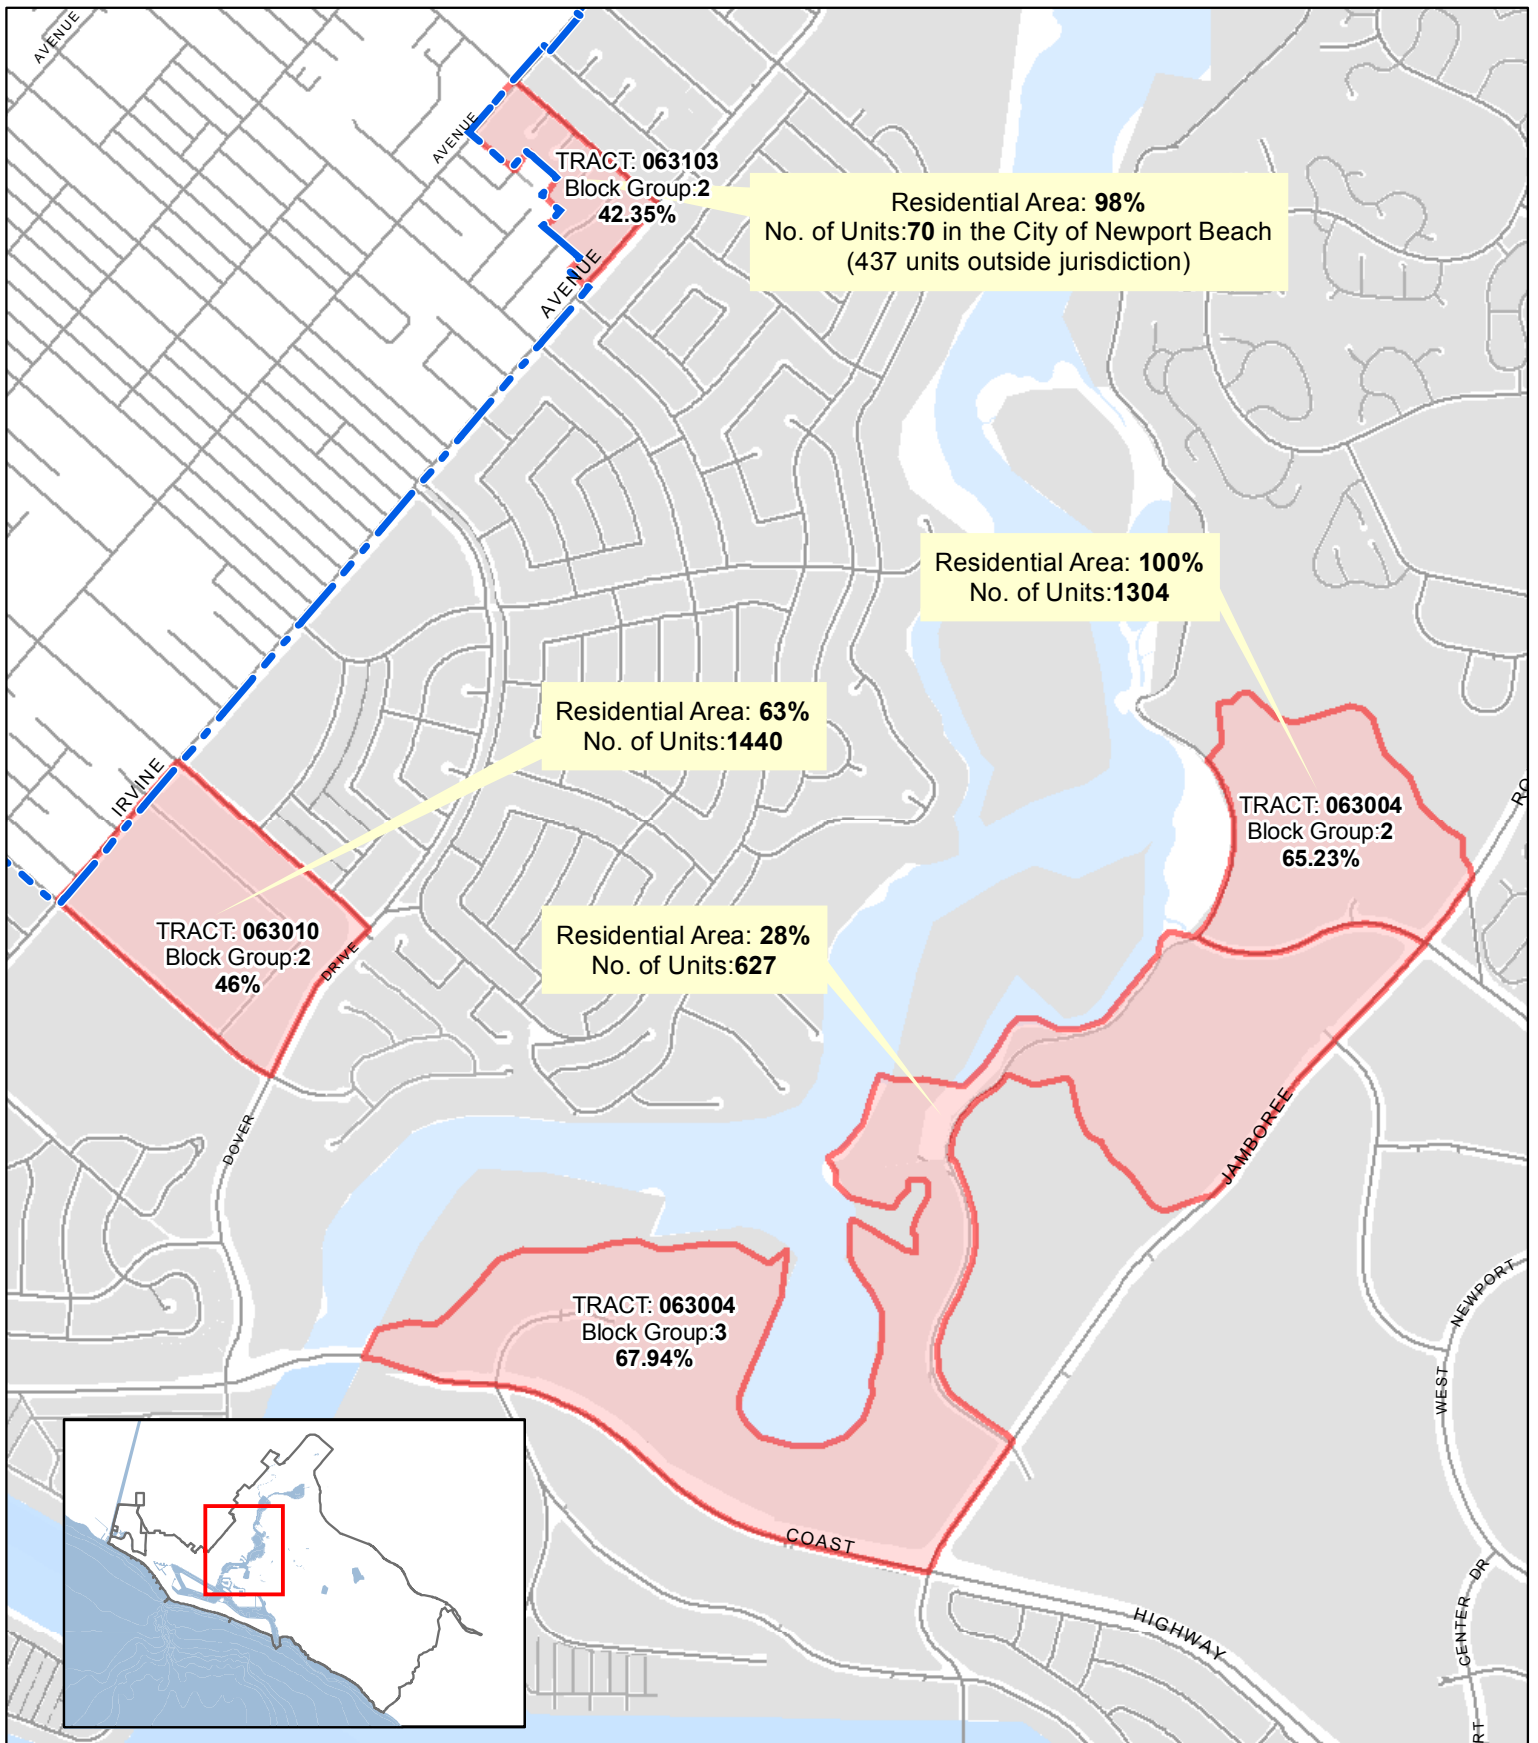 AVENUE
AVENUE
TRACT: 063103
Block Group:2
42.35%
Residential Area: 98%
No. of Units:70 in the City of Newport Beach
(437 units outside jurisdiction)
AVENUE
Residential Area: 100%
No. of Units:1304
Residential Area: 63%
No. of Units:1440
IRVINE
TRACT: 063004
Block Group:2
65.23%
RO
TRACT: 063010
Block Group:2
46%
DRIVE
Residential Area: 28%
No. of Units:627
DOVER
JAMBOREE
TRACT: 063004
Block Group:3
67.94%
NEWPORT
WEST
COAST
HIGHWAY
CENTER DR
RT